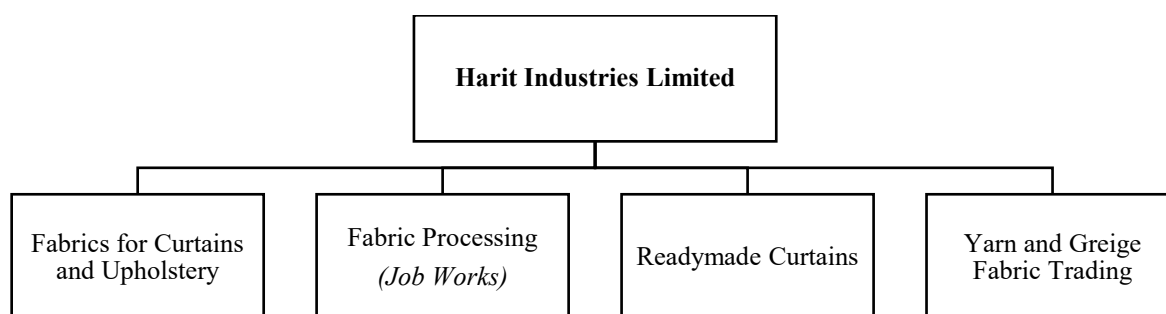 Harit Industries Limited
Fabrics for Curtains
and Upholstery
Fabric Processing
(Job Works)
Readymade Curtains
Yarn and Greige
Fabric Trading